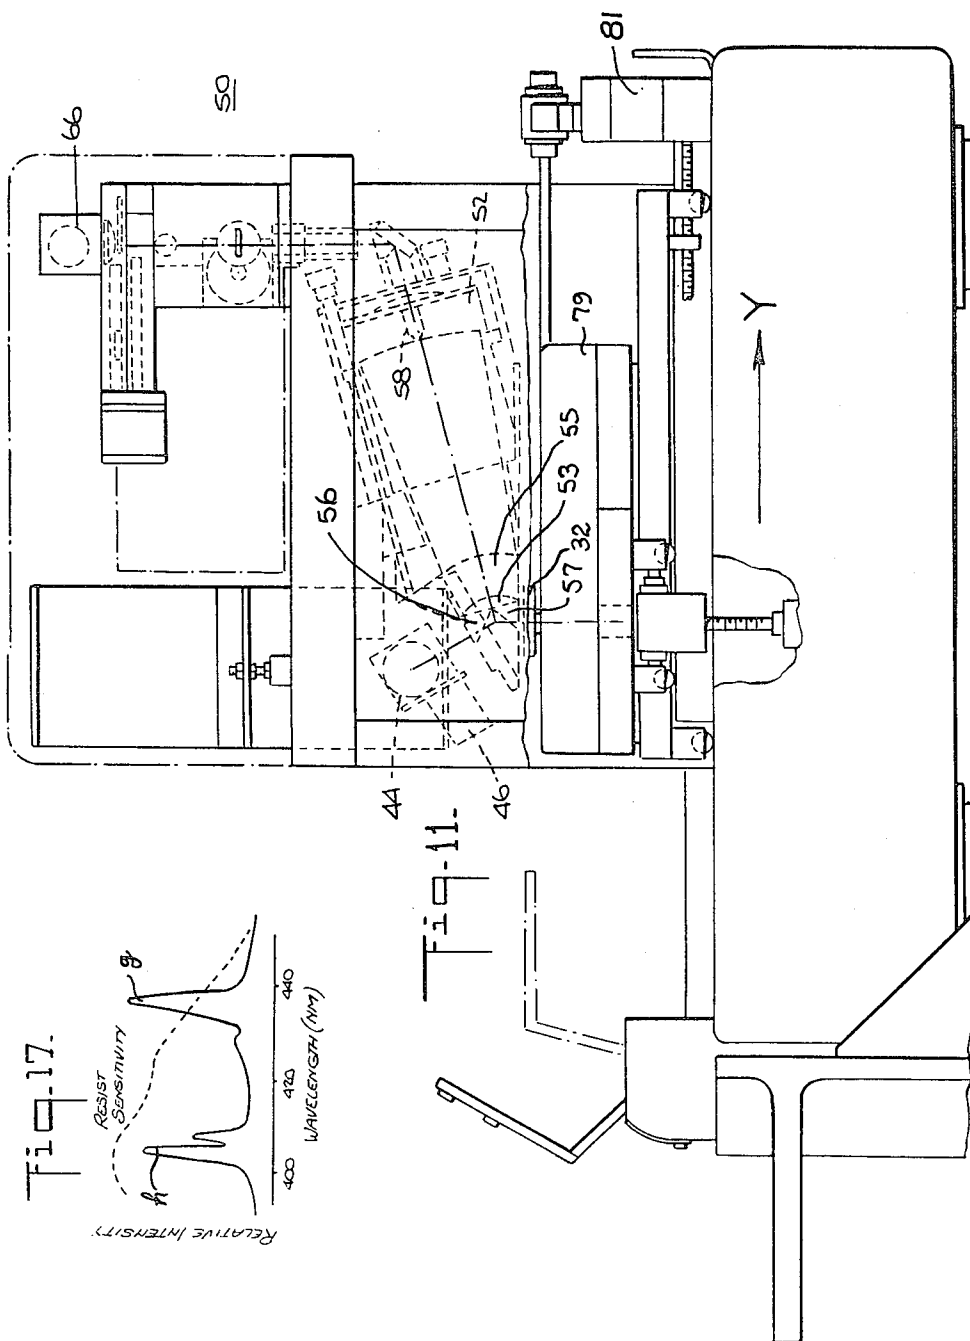 Fig. 17.
RELATIVE INTENSITY
RESIST
SENSITIVITY
h
g
400
420
440
WAVELENGTH (NM)
Fig. 11.
50
66
52
58
56
55
53
57
32
44
46
79
81
Y